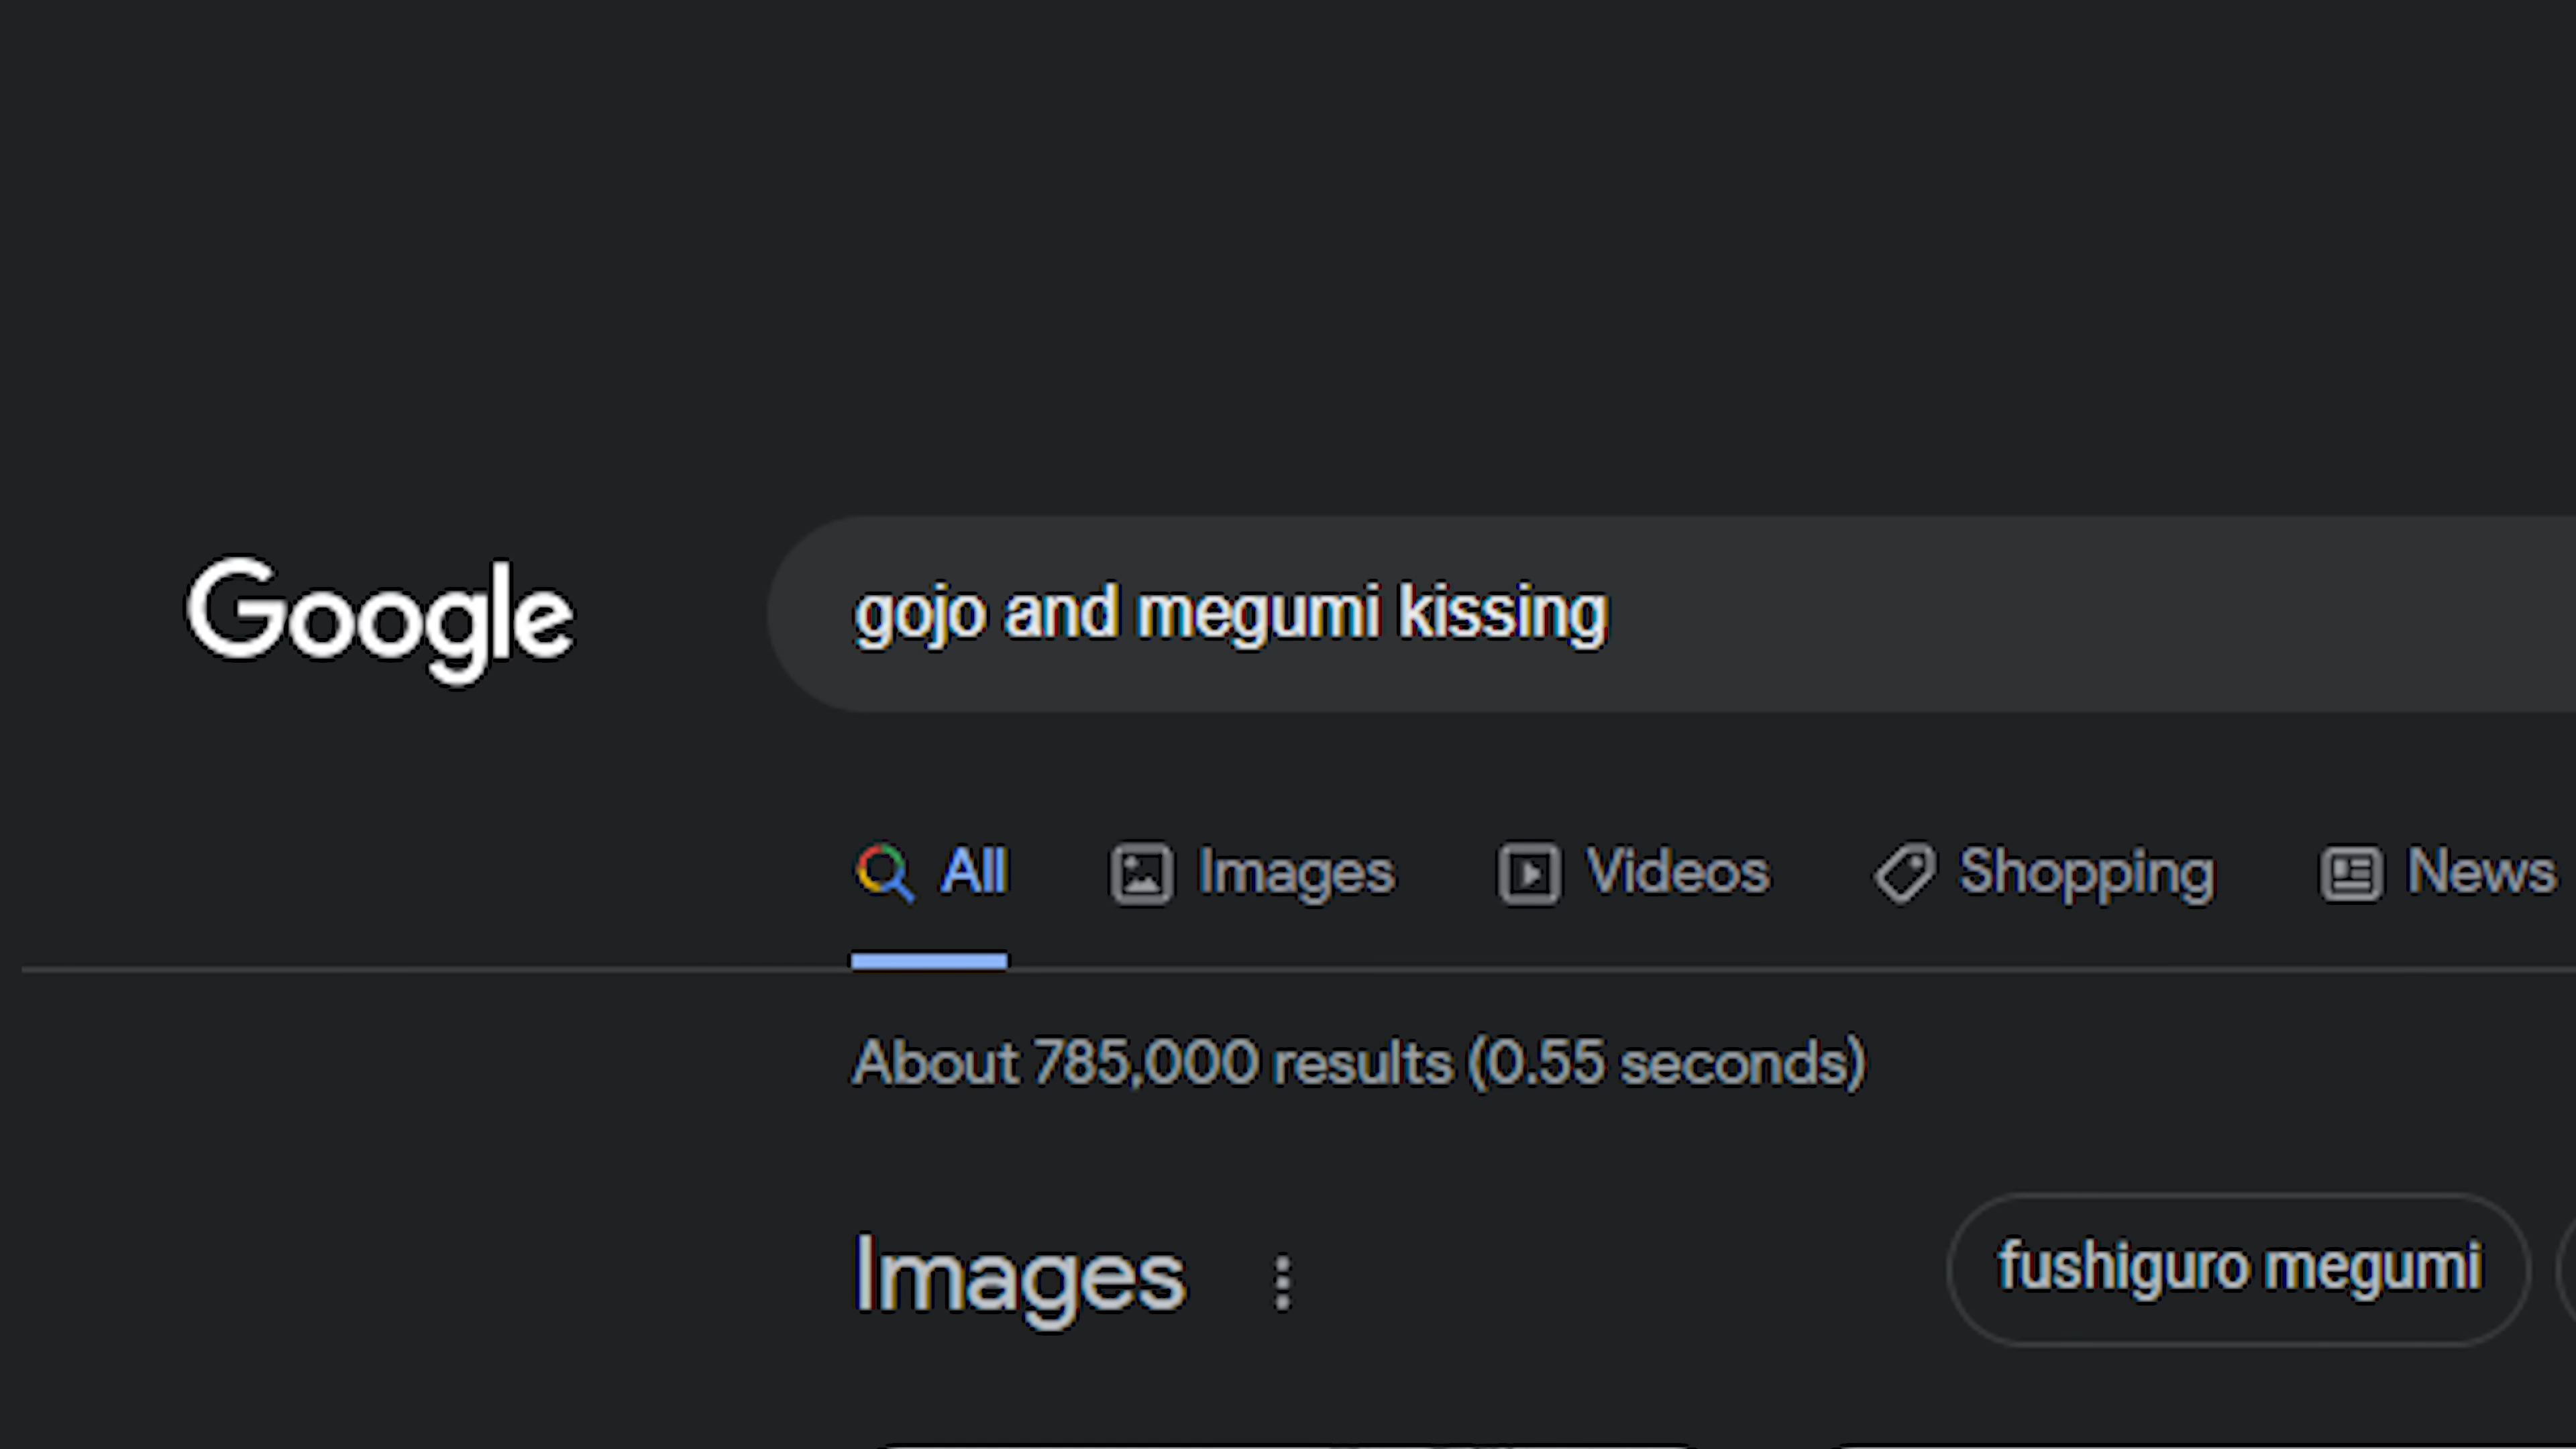 Google
gojo and megumi kissing
All Images Videos Shopping News
About 785,000 results (0.55 seconds)
Images
fushiguro megumi